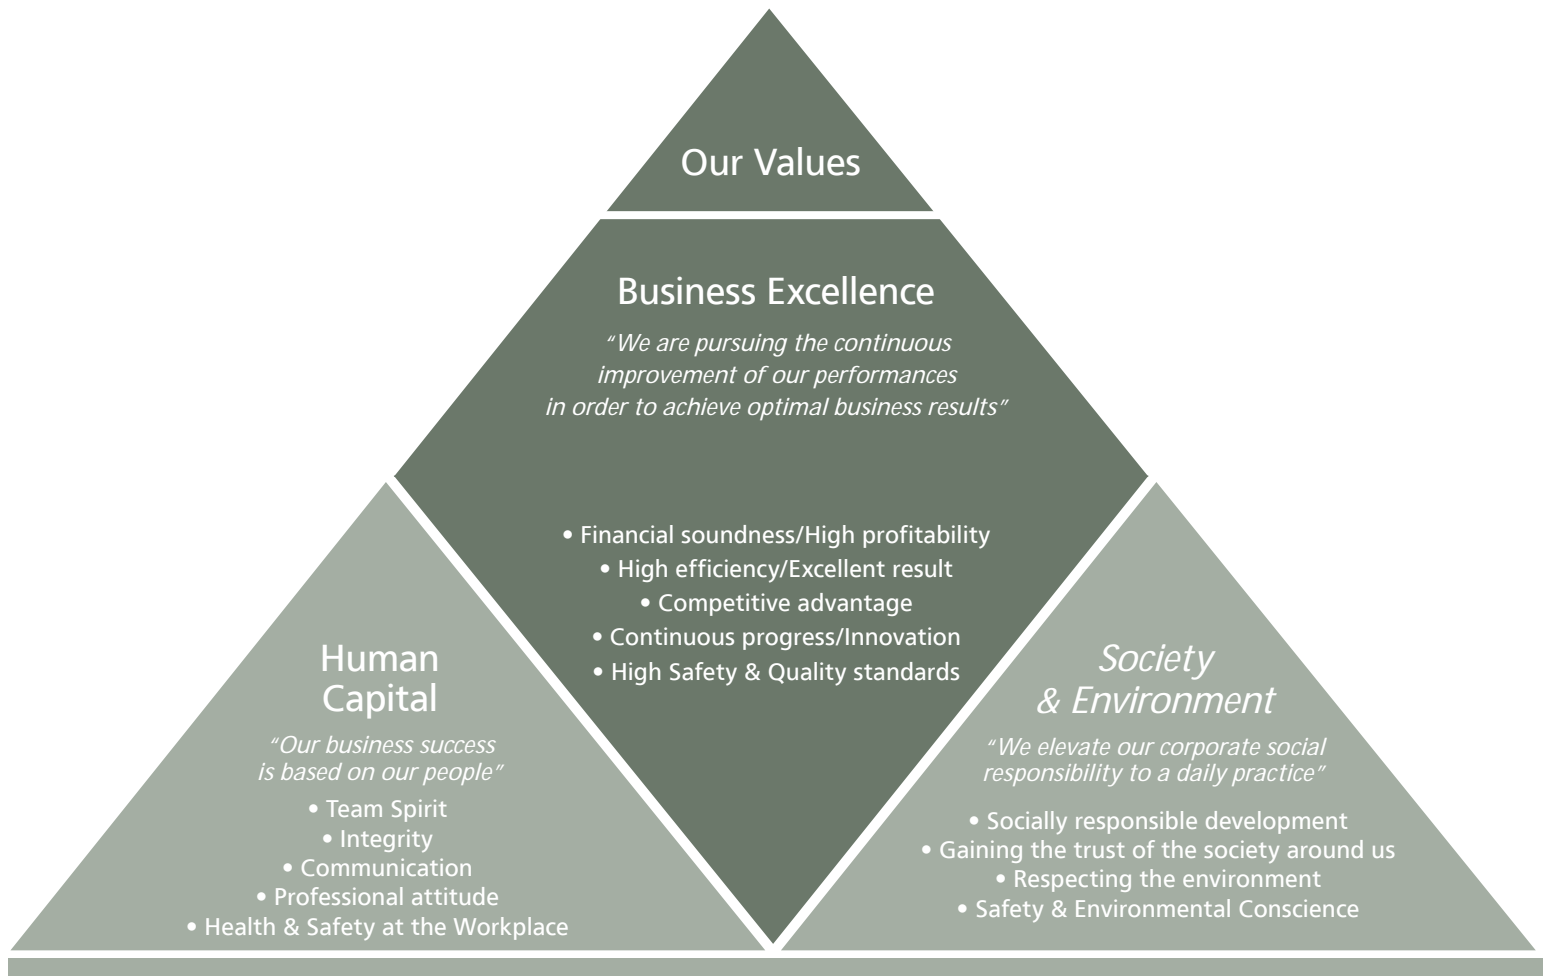 Our Values
Business Excellence
“We are pursuing the continuous
improvement of our performances
in order to achieve optimal business results”
• Financial soundness/High profitability
• High efficiency/Excellent result
• Competitive advantage
• Continuous progress/Innovation
• High Safety & Quality standards
Human
Capital
“Our business success
is based on our people”
• Team Spirit
• Integrity
• Communication
• Professional attitude
• Health & Safety at the Workplace
Society
& Environment
“We elevate our corporate social
responsibility to a daily practice”
• Socially responsible development
• Gaining the trust of the society around us
• Respecting the environment
• Safety & Environmental Conscience